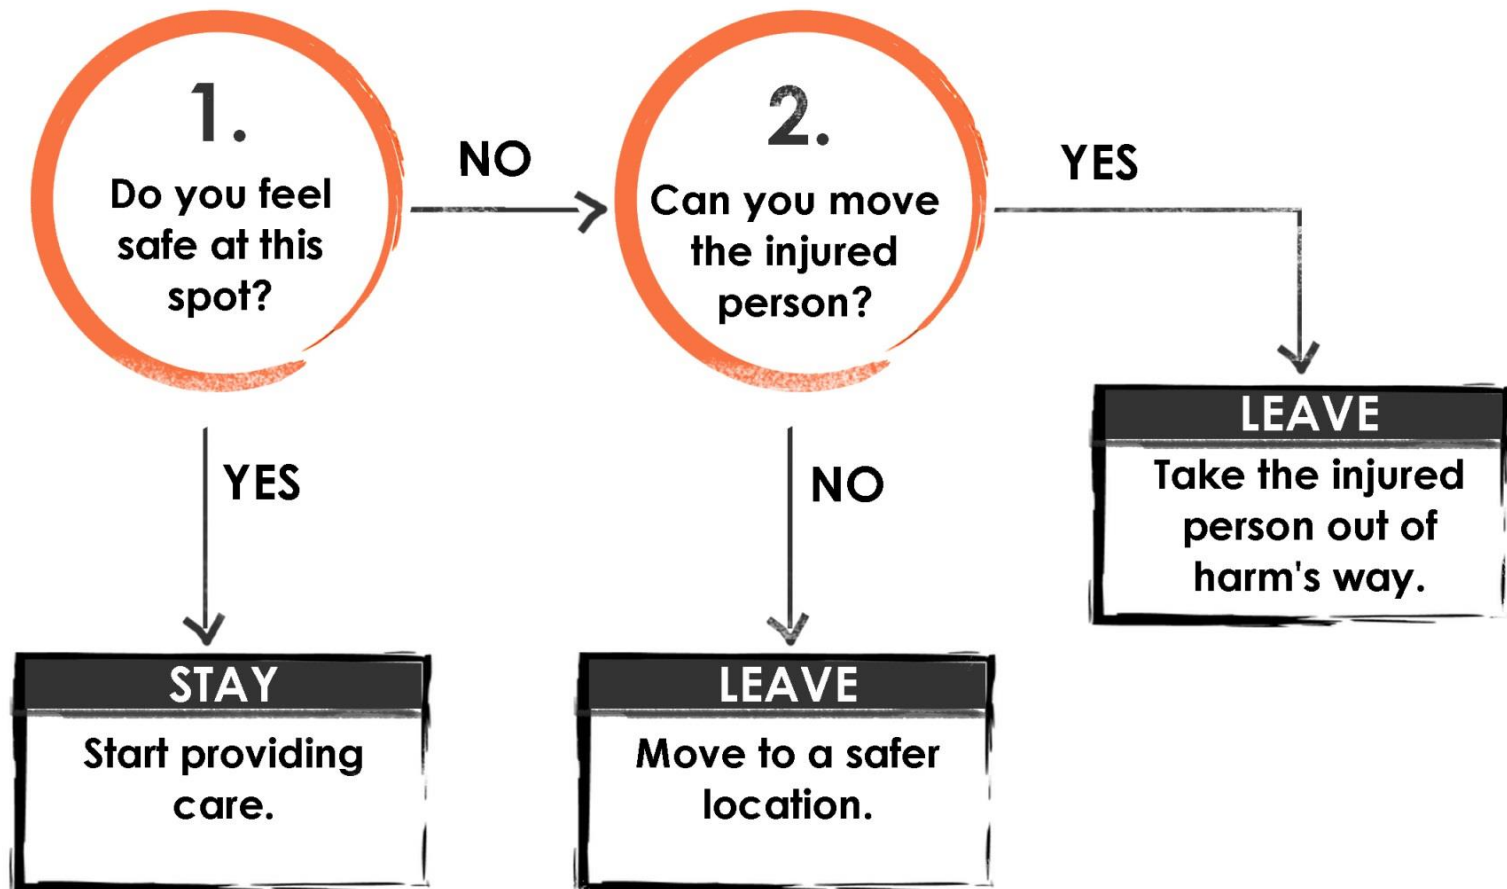 1.
Do you feel
safe at this
spot?
NO
2.
Can you move
the injured
person?
YES
LEAVE
Take the injured
person out of
harm's way.
YES
STAY
Start providing
care.
NO
LEAVE
Move to a safer
location.